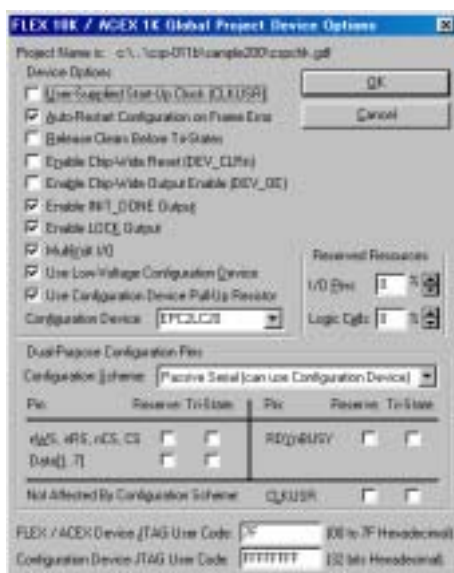 FLEX 10K / ACEX 1K Global Project Device Options
Project Name is:
Device Options
User-Supplied Start-Up Clock (CLKUSR)
OK
Auto-Restart Configuration on Frame Error
Cancel
Release Clears Before Tri-States
Enable Chip-Wide Reset (DEV_CLRn)
Enable Chip-Wide Output Enable (DEV_OE)
Enable INIT_DONE Output
Enable LOCK Output
MultiVolt I/O
Reserved Resources
Use Low-Voltage Configuration Device
I/O Pins: 0 %
Use Configuration Device Pull-Up Resistor
Configuration Device: EPC2LC20
Logic Cells: 0 %
Dual-Purpose Configuration Pins
Configuration Scheme: Passive Serial (can use Configuration Device)
Pin: Reserve: Tri-State: Pin: Reserve: Tri-State:
nWS, nRS, nCS, CS RDYnBUSY
Data[1..7]
Not Affected By Configuration Scheme: CLKUSR
FLEX / ACEX Device JTAG User Code: 7F (00 to 7F Hexadecimal)
Configuration Device JTAG User Code: FFFFFFFF (32 bits Hexadecimal)